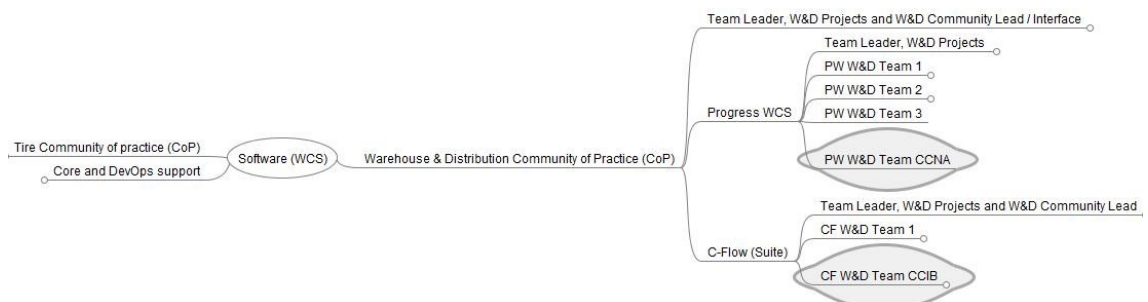 Team Leader, W&D Projects and W&D Community Lead / Interface
Team Leader, W&D Projects
PW W&D Team 1
PW W&D Team 2
Progress WCS
PW W&D Team 3
Tire Community of practice (CoP)
Software (WCS)
Warehouse & Distribution Community of Practice (CoP)
PW W&D Team CCNA
Core and DevOps support
Team Leader, W&D Projects and W&D Community Lead
CF W&D Team 1
C-Flow (Suite)
CF W&D Team CCIB